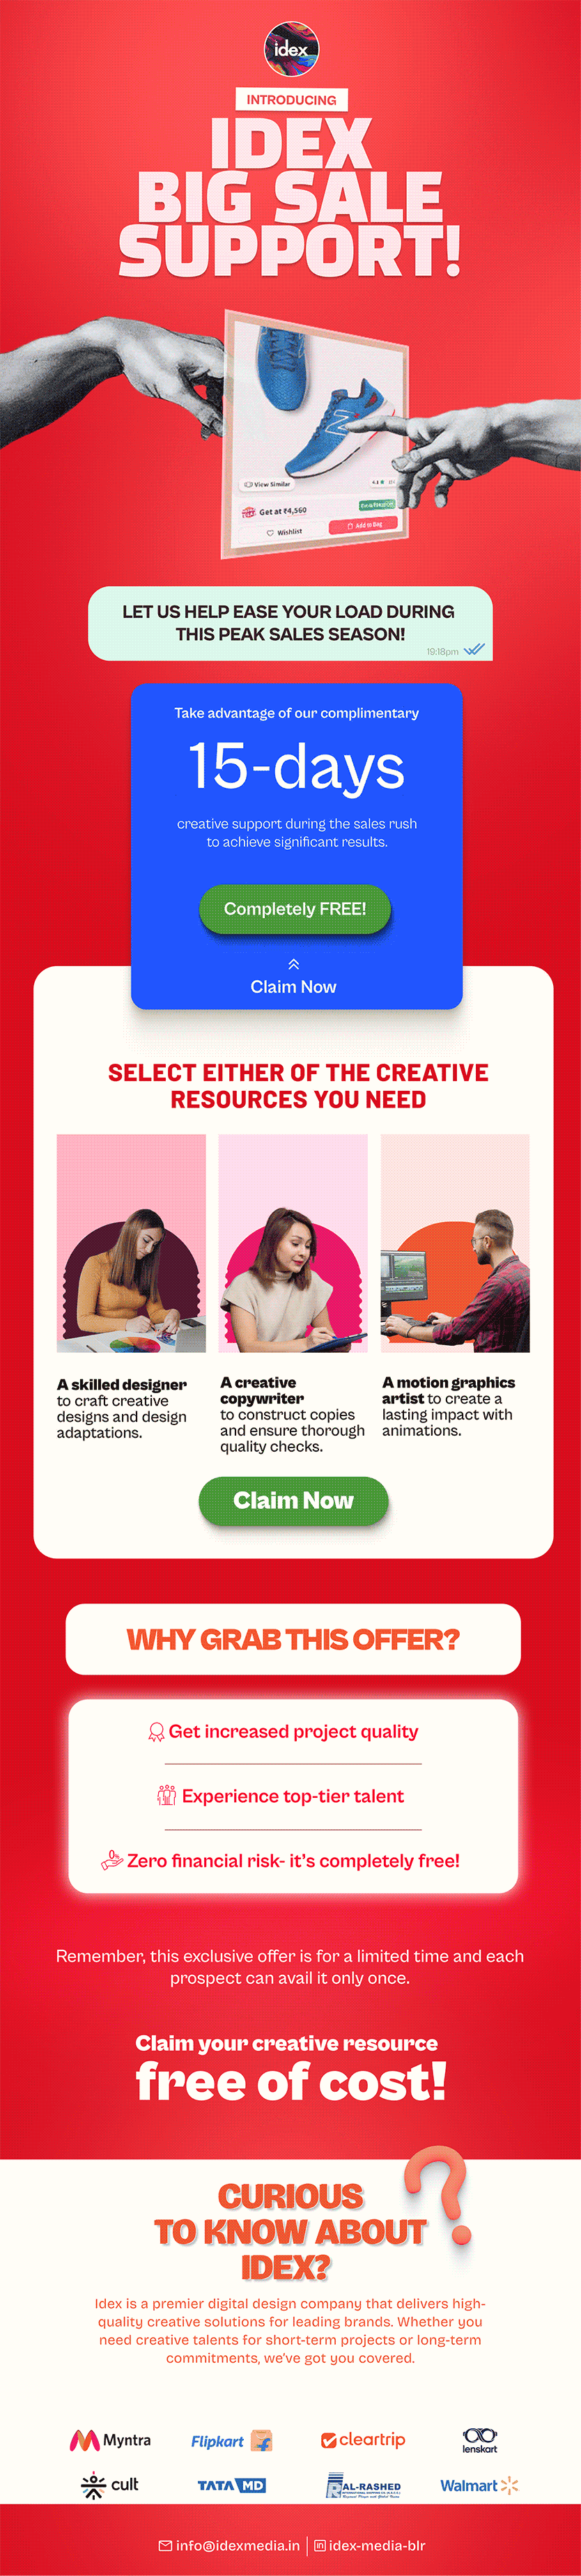 idex
INTRODUCING
IDEX
BIG SALE
SUPPORT!
N
View Similar
4.1
Get at ₹4,560
Wishlist
Add to Bag
LET US HELP EASE YOUR LOAD DURING
THIS PEAK SALES SEASON!
19:18pm
Take advantage of our complimentary
15-days
creative support during the sales rush
to achieve significant results.
Completely FREE!
Claim Now
SELECT EITHER OF THE CREATIVE
RESOURCES YOU NEED
A skilled designer
to craft creative
designs and design
adaptations.
A creative
copywriter
to construct copies
and ensure thorough
quality checks.
A motion graphics
artist to create a
lasting impact with
animations.
Claim Now
WHY GRAB THIS OFFER?
Get increased project quality
Experience top-tier talent
Zero financial risk- it's completely free!
Remember, this exclusive offer is for a limited time and each
prospect can avail it only once.
Claim your creative resource
free of cost!
?
CURIOUS
TO KNOW ABOUT
IDEX?
Idex is a premier digital design company that delivers high-
quality creative solutions for leading brands. Whether you
need creative talents for short-term projects or long-term
commitments, we've got you covered.
Myntra
Flipkart
cleartrip
lenskart
cult
TATA MD
AL-RASHED
Walmart
info@idexmedia.in
in idex-media-blr